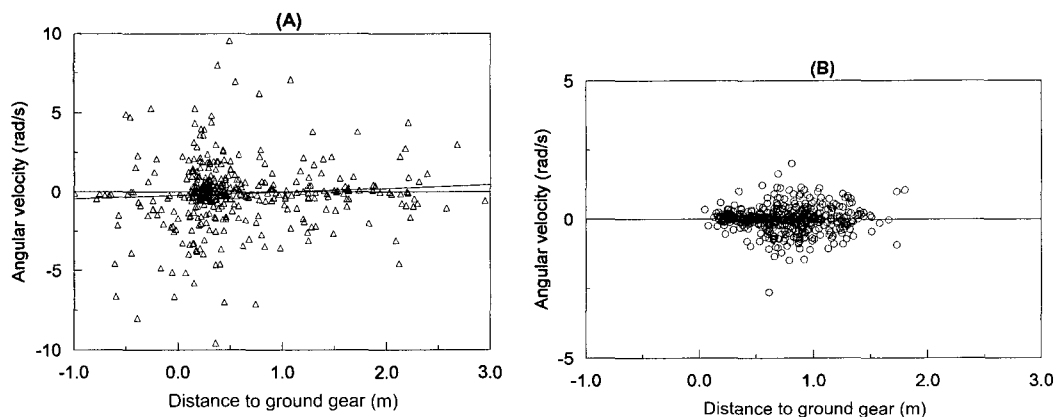 (A)
10
5
0
-5
-10
Angular velocity (rad/s)
-1.0 0.0 1.0 2.0 3.0
Distance to ground gear (m)
(B)
5
0
-5
Angular velocity (rad/s)
-1.0 0.0 1.0 2.0 3.0
Distance to ground gear (m)